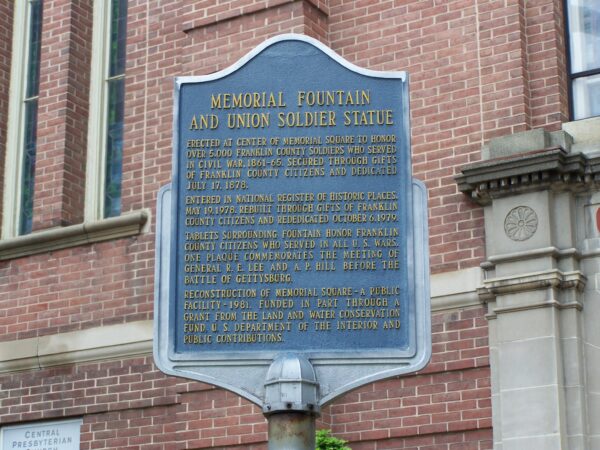 MEMORIAL FOUNTAIN
AND UNION SOLDIER STATUE
ERECTED AT CENTER OF MEMORIAL SQUARE TO HONOR
OVER 5,000 FRANKLIN COUNTY SOLDIERS WHO SERVED
IN CIVIL WAR, 1861-65. SECURED THROUGH GIFTS
OF FRANKLIN COUNTY CITIZENS AND DEDICATED
JULY 17, 1878.
ENTERED IN NATIONAL REGISTER OF HISTORIC PLACES,
MAY 19, 1978. REBUILT THROUGH GIFTS OF FRANKLIN
COUNTY CITIZENS AND REDEDICATED OCTOBER 6, 1979.
TABLETS SURROUNDING FOUNTAIN HONOR FRANKLIN
COUNTY CITIZENS WHO SERVED IN ALL U.S. WARS.
ONE PLAQUE COMMEMORATES THE MEETING OF
GENERAL R. E. LEE AND A. P. HILL BEFORE THE
BATTLE OF GETTYSBURG.
RECONSTRUCTION OF MEMORIAL SQUARE-A PUBLIC
FACILITY-1981. FUNDED IN PART THROUGH A
GRANT FROM THE LAND AND WATER CONSERVATION
FUND, U.S. DEPARTMENT OF THE INTERIOR AND
PUBLIC CONTRIBUTIONS.
CENTRAL
PRESBYTERIAN
CHURCH